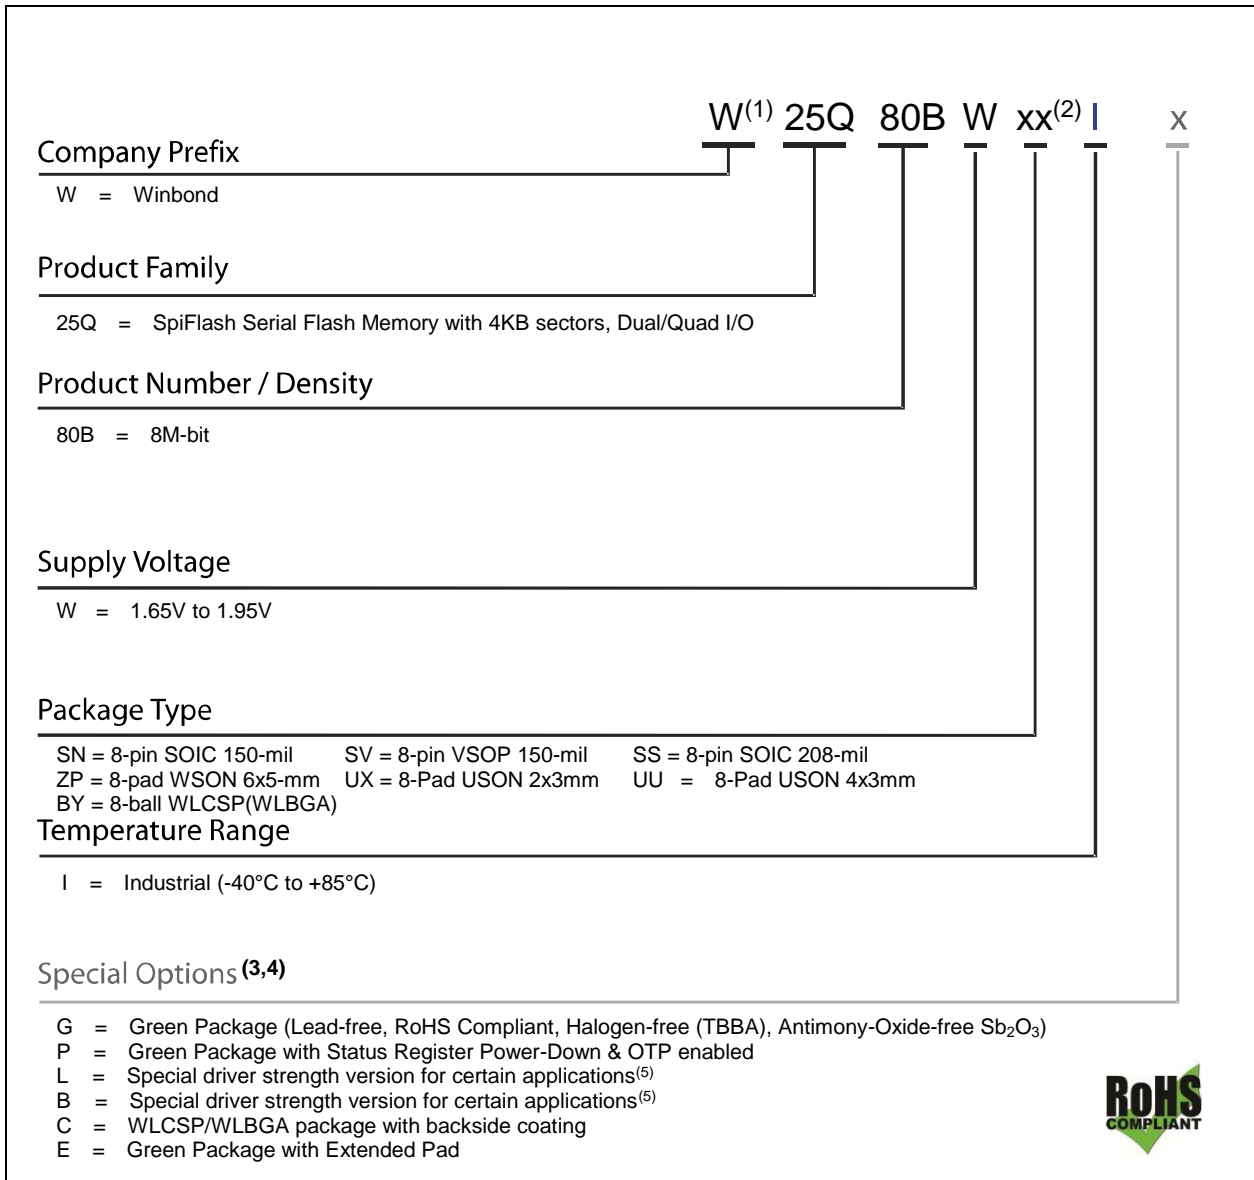 W(1) 25Q 80B W xx(2) I x
Company Prefix
W = Winbond
Product Family
25Q = SpiFlash Serial Flash Memory with 4KB sectors, Dual/Quad I/O
Product Number / Density
80B = 8M-bit
Supply Voltage
W = 1.65V to 1.95V
Package Type
SN = 8-pin SOIC 150-mil SV = 8-pin VSOP 150-mil SS = 8-pin SOIC 208-mil
ZP = 8-pad WSON 6x5-mm UX = 8-Pad USON 2x3mm UU = 8-Pad USON 4x3mm
BY = 8-ball WLCSP(WLBGA)
Temperature Range
I = Industrial (-40°C to +85°C)
Special Options (3,4)
G = Green Package (Lead-free, RoHS Compliant, Halogen-free (TBBA), Antimony-Oxide-free Sb2O3)
P = Green Package with Status Register Power-Down & OTP enabled
L = Special driver strength version for certain applications(5)
B = Special driver strength version for certain applications(5)
C = WLCSP/WLBGA package with backside coating
E = Green Package with Extended Pad
RoHS
COMPLIANT